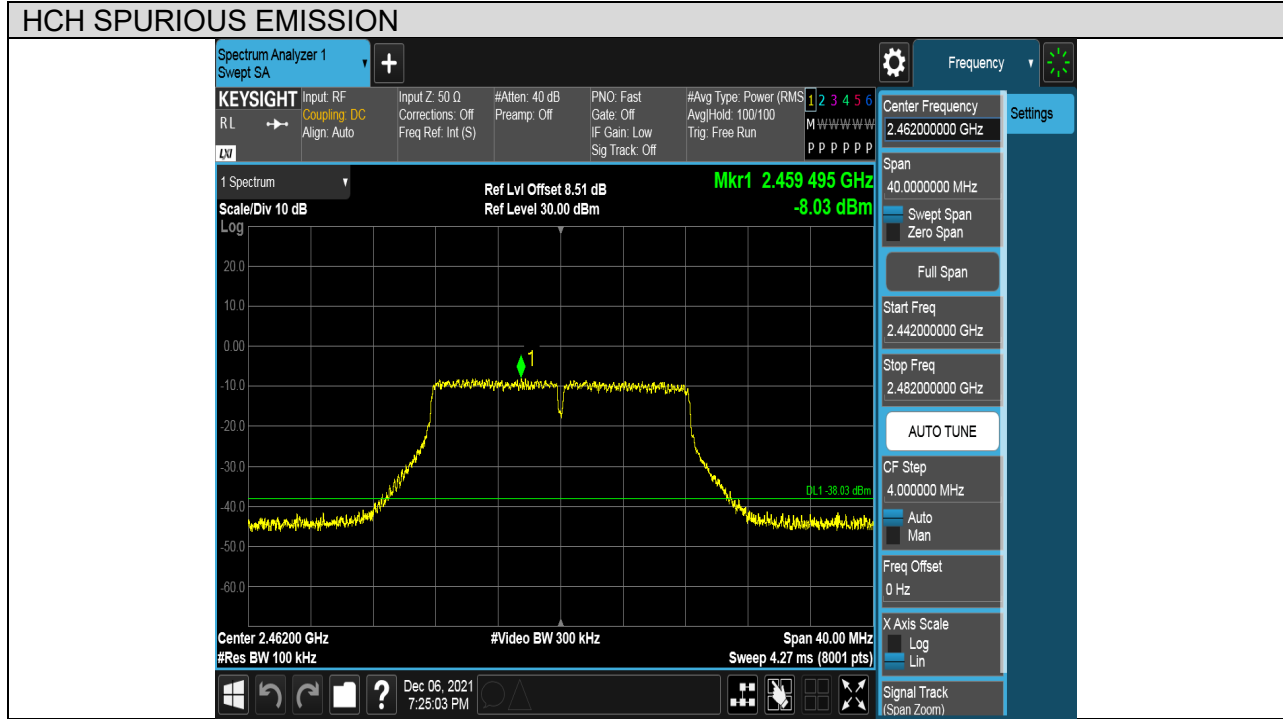 HCH SPURIOUS EMISSION
Spectrum Analyzer 1
Swept SA
Frequency
KEYSIGHT
RL
LXI
Input: RF
Coupling: DC
Align: Auto
Input Z: 50 Ω
Corrections: Off
Freq Ref: Int (S)
#Atten: 40 dB
Preamp: Off
PNO: Fast
Gate: Off
IF Gain: Low
Sig Track: Off
#Avg Type: Power (RMS
Avg|Hold: 100/100
Trig: Free Run
1 2 3 4 5 6
M W W W W W
P P P P P P
1 Spectrum
Scale/Div 10 dB
Ref Lvl Offset 8.51 dB
Ref Level 30.00 dBm
Mkr1 2.459 495 GHz
-8.03 dBm
Log
20.0
10.0
0.00
-10.0
-20.0
-30.0
-40.0
-50.0
-60.0
1
DL1 -38.03 dBm
Center 2.46200 GHz
#Res BW 100 kHz
#Video BW 300 kHz
Span 40.00 MHz
Sweep 4.27 ms (8001 pts)
Dec 06, 2021
7:25:03 PM
Center Frequency
2.462000000 GHz
Settings
Span
40.0000000 MHz
Swept Span
Zero Span
Full Span
Start Freq
2.442000000 GHz
Stop Freq
2.482000000 GHz
AUTO TUNE
CF Step
4.000000 MHz
Auto
Man
Freq Offset
0 Hz
X Axis Scale
Log
Lin
Signal Track
(Span Zoom)